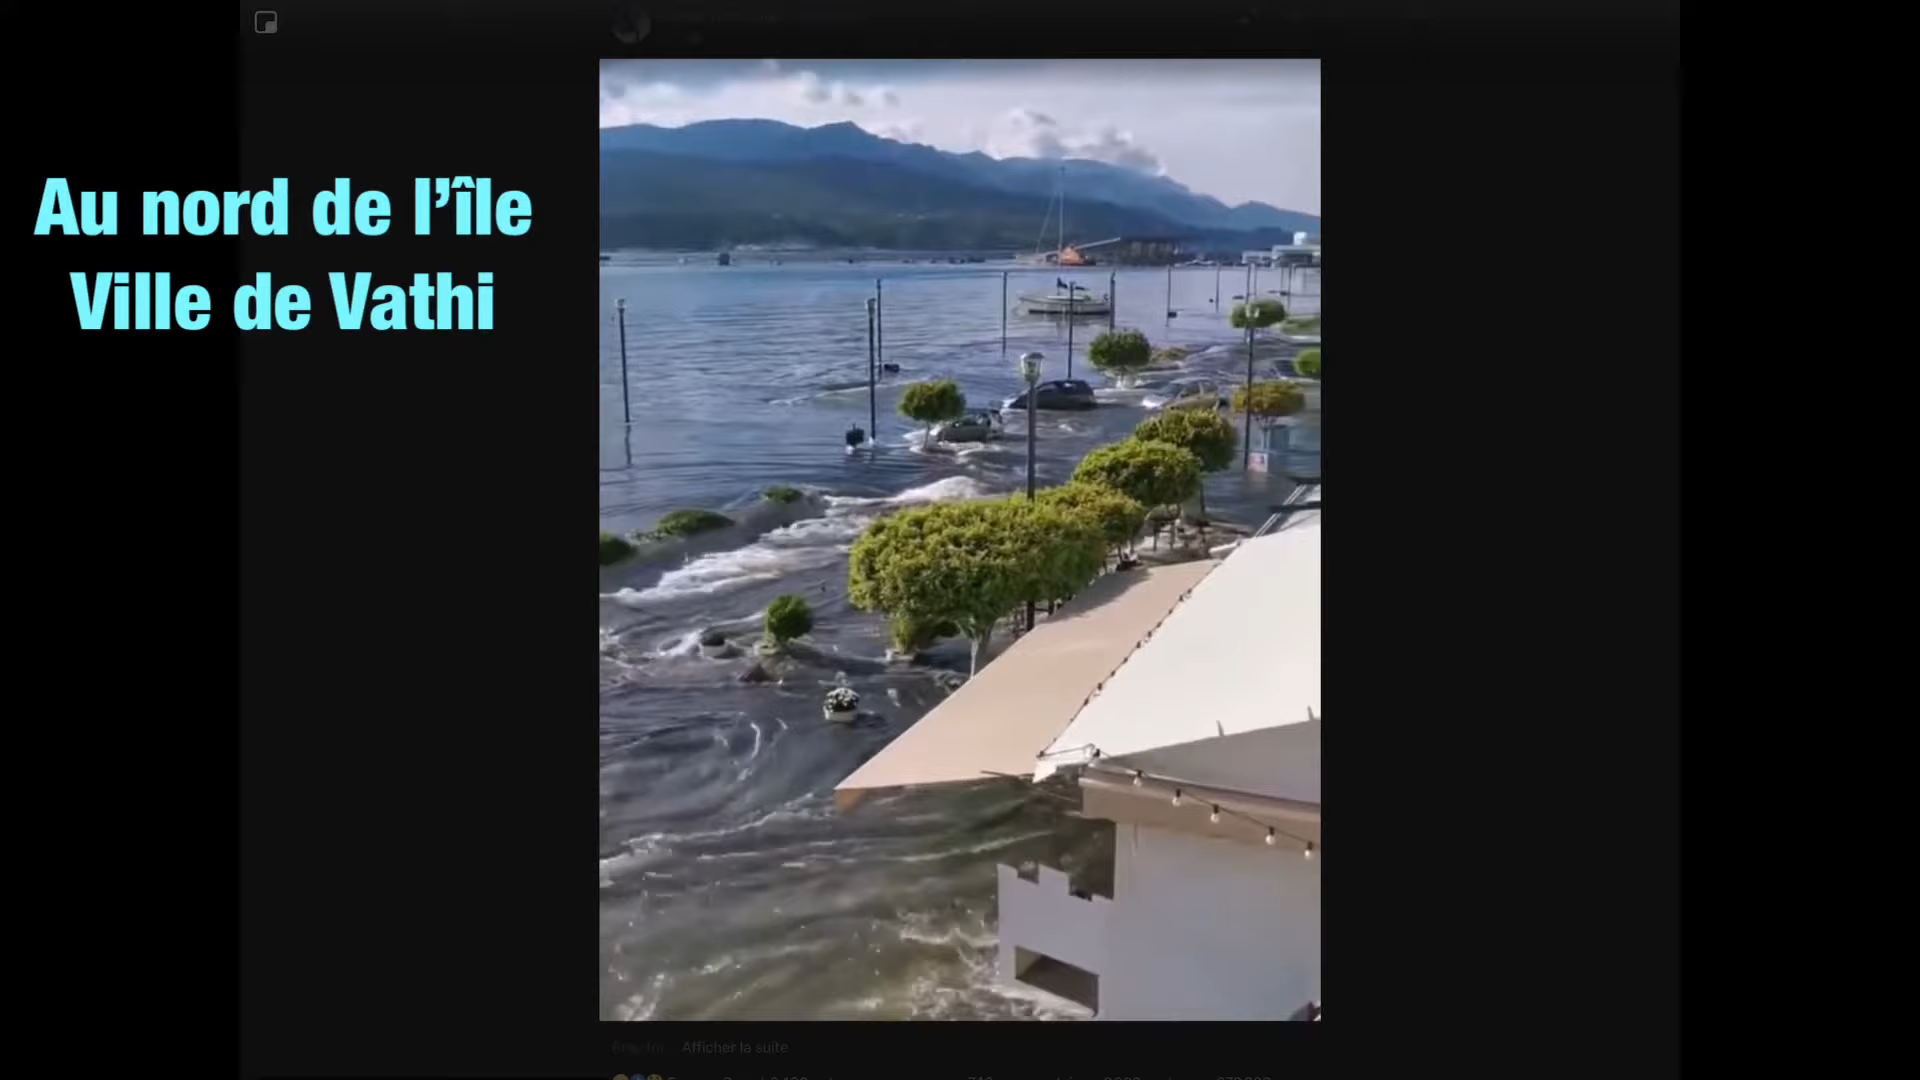 Au nord de l’île
Ville de Vathi
Afficher la suite